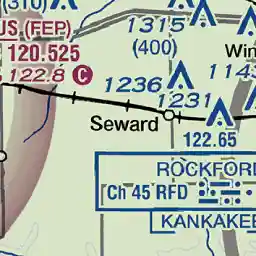 (310)
1315
US (FEP)
(400)
Win
120.525
122.8 C
1236
1143
1231
Seward
122.65
ROCKFORD
Ch 45 RFD
KANKAKEE